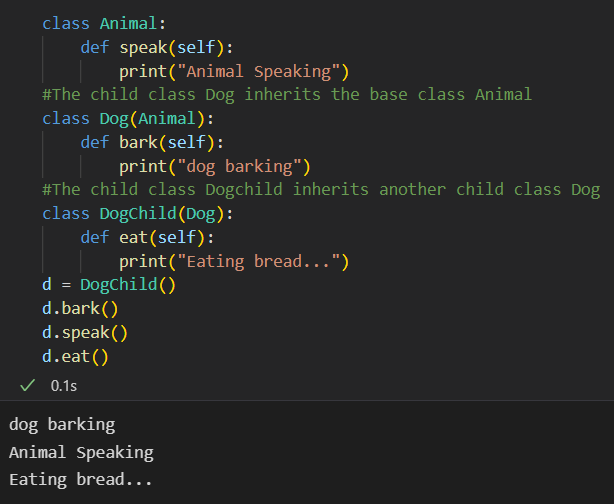 class Animal:
    def speak(self):
        print("Animal Speaking")
#The child class Dog inherits the base class Animal
class Dog(Animal):
    def bark(self):
        print("dog barking")
#The child class Dogchild inherits another child class Dog
class DogChild(Dog):
    def eat(self):
        print("Eating bread...")
d = DogChild()
d.bark()
d.speak()
d.eat()
0.1s
dog barking
Animal Speaking
Eating bread...